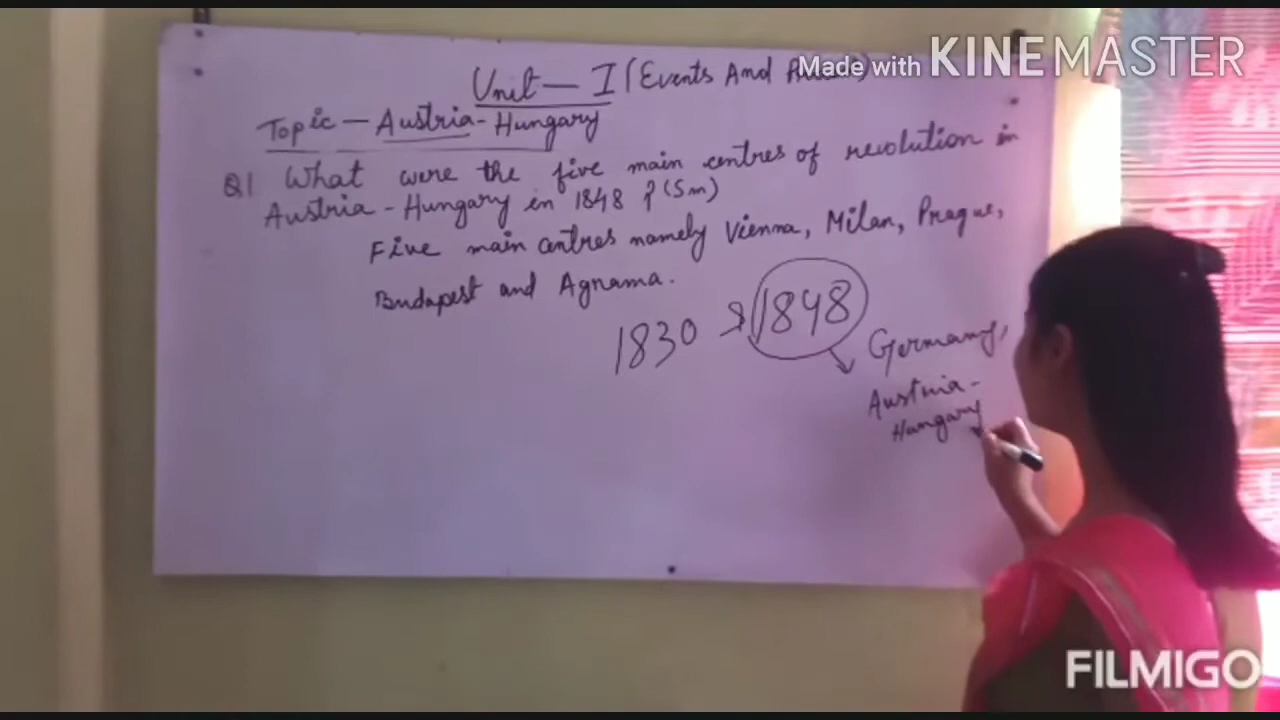 Made with KINEMASTER
Unit — I (Events And
Topic — Austria-Hungary
Q1 What were the five main centres of revolution in
Austria - Hungary in 1848 ? (5m)
Five main centres namely Vienna, Milan, Prague,
Budapest and Agrama.
1830 1848
Germany,
Austria-
Hungary
FILMIGO